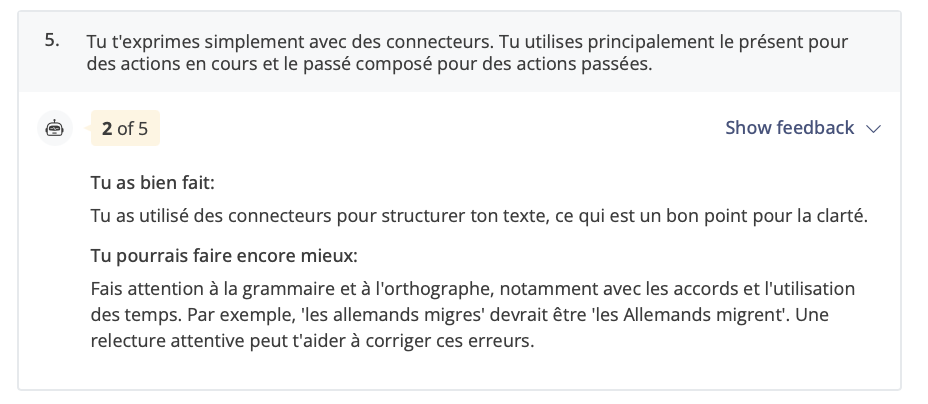 5. Tu t'exprimes simplement avec des connecteurs. Tu utilises principalement le présent pour
des actions en cours et le passé composé pour des actions passées.
2 of 5
Show feedback
Tu as bien fait:
Tu as utilisé des connecteurs pour structurer ton texte, ce qui est un bon point pour la clarté.
Tu pourrais faire encore mieux:
Fais attention à la grammaire et à l'orthographe, notamment avec les accords et l'utilisation
des temps. Par exemple, 'les allemands migres' devrait être 'les Allemands migrent'. Une
relecture attentive peut t'aider à corriger ces erreurs.